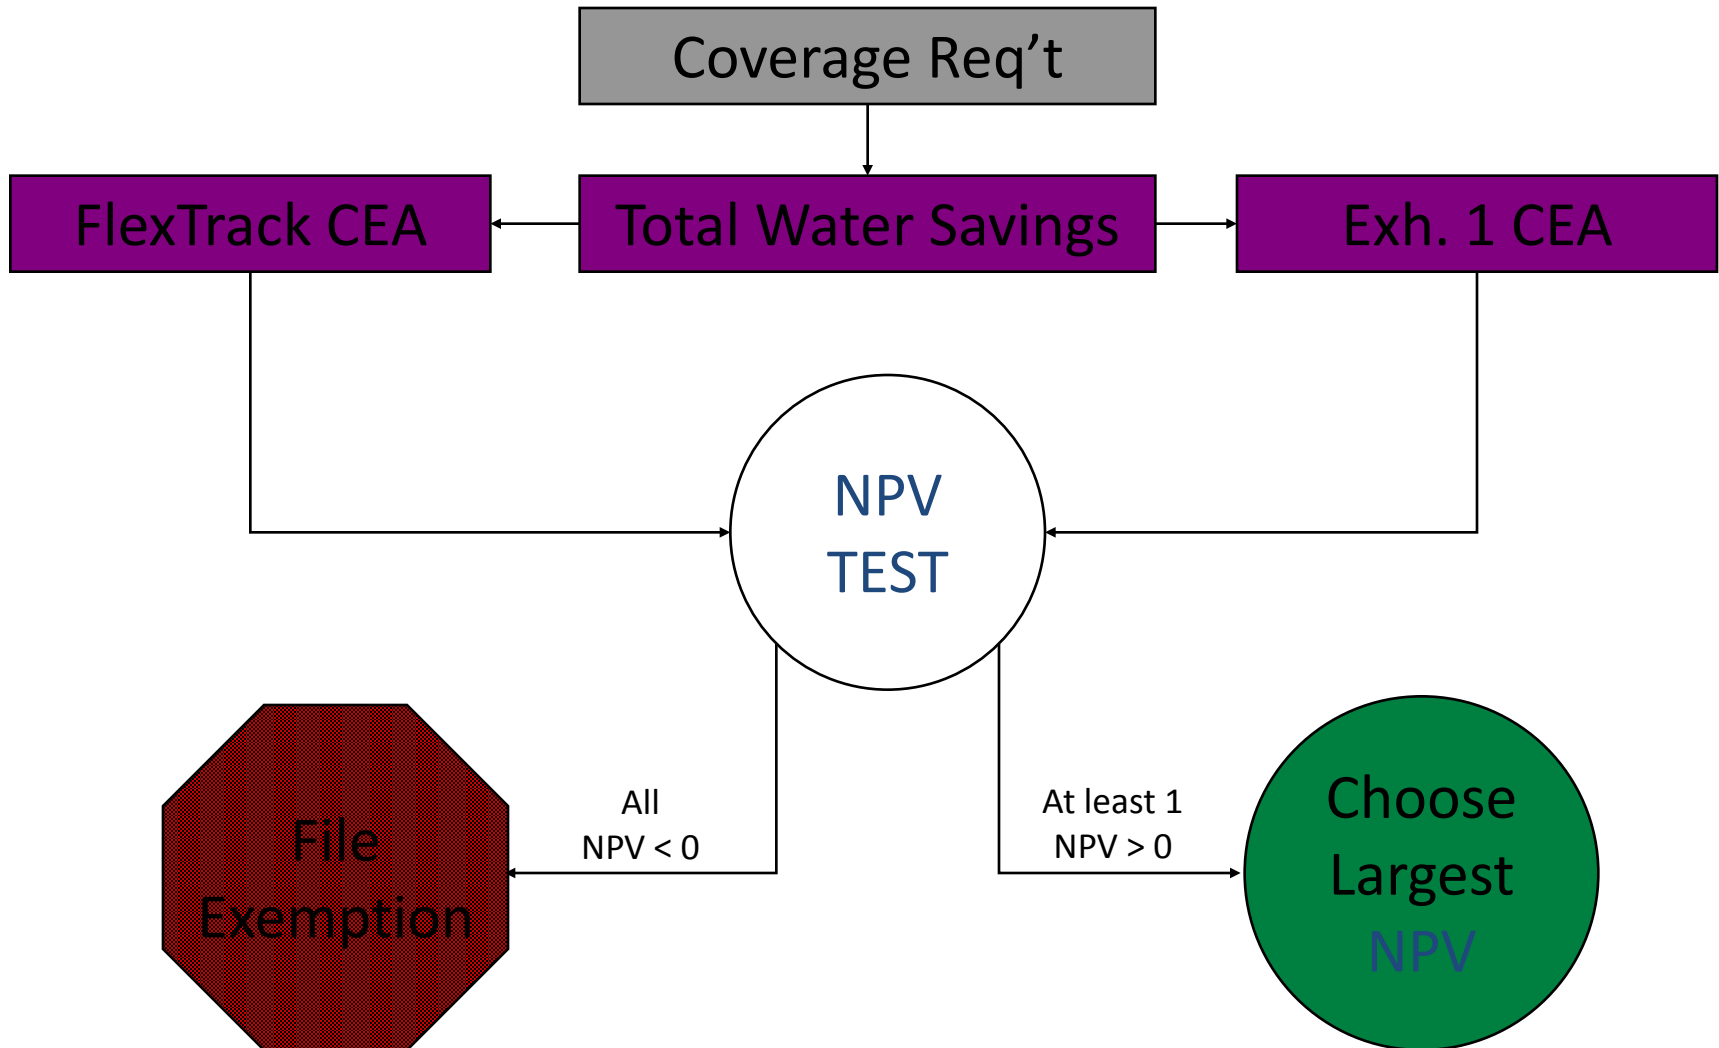 Coverage Req’t
FlexTrack CEA
Total Water Savings
Exh. 1 CEA
NPV
TEST
All
NPV < 0
At least 1
NPV > 0
File
Exemption
Choose
Largest
NPV